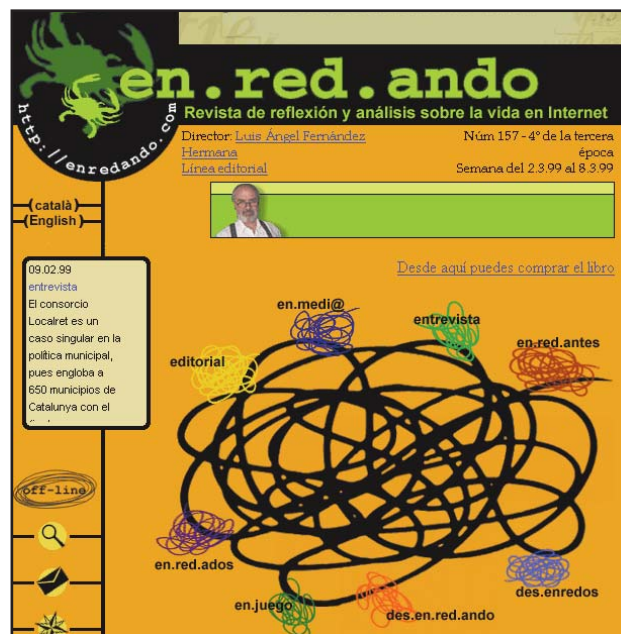 en.red.ando
Revista de reflexión y análisis sobre la vida en Internet
http://enredando.com
Director: Luis Ángel Fernández
Hermana
Línea editorial
Núm 157 - 4º de la tercera
época
Semana del 2.3.99 al 8.3.99
(català)
(English)
Desde aquí puedes comprar el libro
09.02.99
entrevista
El consorcio
Localret es un
caso singular en la
política municipal,
pues engloba a
650 municipios de
Catalunya con el
en.medi@
entrevista
en.red.antes
editorial
off-line
en.red.ados
des.enredos
en.juego
des.en.red.ando